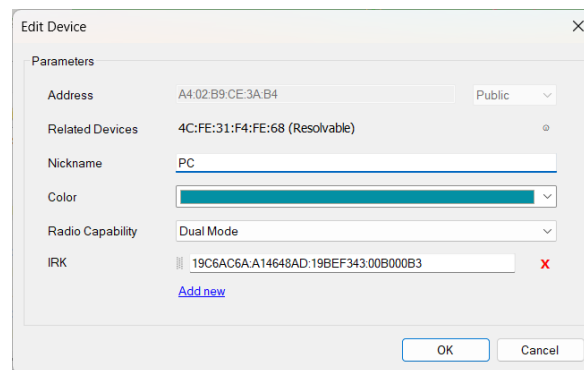 Edit Device
Parameters
Address A4:02:B9:CE:3A:B4 Public
Related Devices 4C:FE:31:F4:FE:68 (Resolvable)
Nickname PC
Color
Radio Capability Dual Mode
IRK 19C6AC6A:A14648AD:19BEF343:00B000B3 X
Add new
OK Cancel